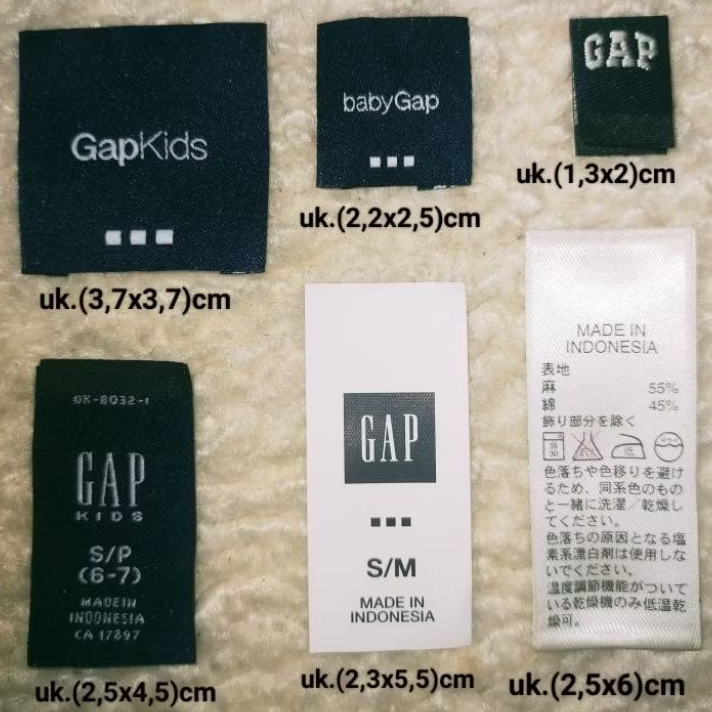 GapKids
uk.(3,7x3,7)cm
babyGap
uk.(2,2x2,5)cm
GAP
uk.(1,3x2)cm
GK-8032-1
GAP
KIDS
S/P
(6-7)
MADE IN
INDONESIA
CA 17897
uk.(2,5x4,5)cm
GAP
S/M
MADE IN
INDONESIA
uk.(2,3x5,5)cm
MADE IN
INDONESIA
表地
麻 55%
綿 45%
飾り部分を除く
色落ちや色移りを避け
るため、同系色のもの
と一緒に洗濯／乾燥し
てください。
色落ちの原因となる塩
素系漂白剤は使用しな
いでください。
温度調節機能がついて
いる乾燥機のみ低温乾
燥可。
uk.(2,5x6)cm